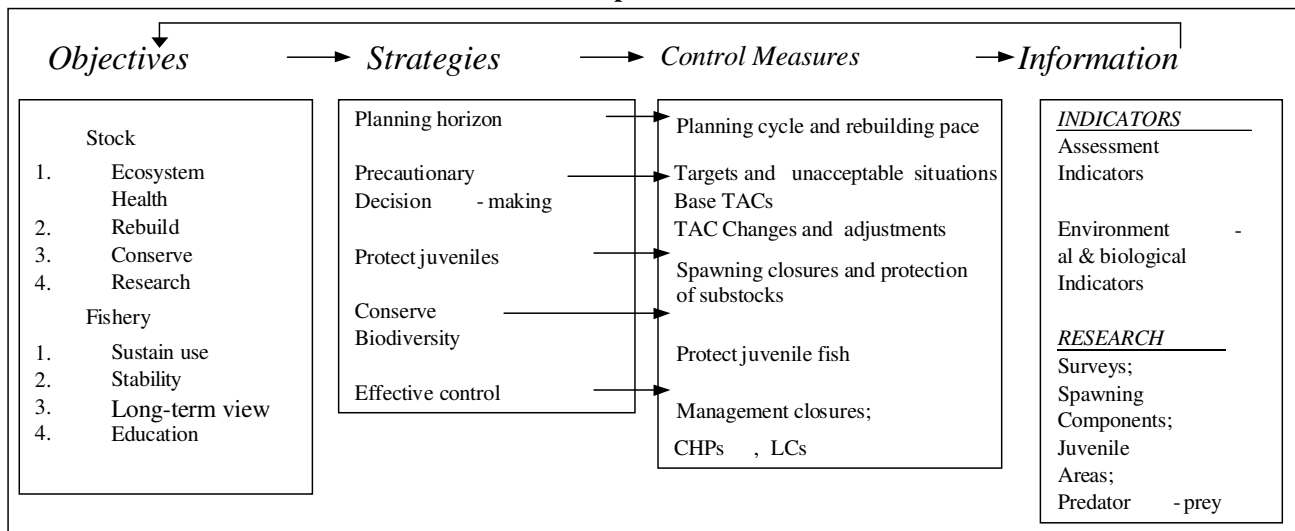 Objectives
Strategies
Control Measures
Information
Stock
1. Ecosystem
Health
2. Rebuild
3. Conserve
4. Research
Fishery
1. Sustain use
2. Stability
3. Long-term view
4. Education
Planning horizon
Precautionary
Decision - making
Protect juveniles
Conserve
Biodiversity
Effective control
Planning cycle and rebuilding pace
Targets and unacceptable situations
Base TACs
TAC Changes and adjustments
Spawning closures and protection
of substocks
Protect juvenile fish
Management closures;
CHPs , LCs
INDICATORS
Assessment
Indicators
Environment -
al & biological
Indicators
RESEARCH
Surveys;
Spawning
Components;
Juvenile
Areas;
Predator - prey